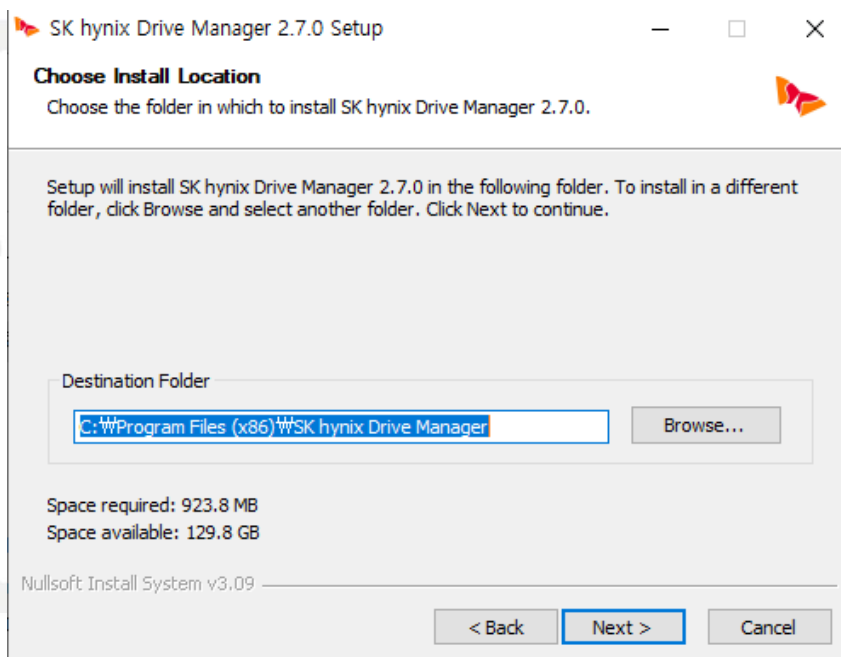 SK hynix Drive Manager 2.7.0 Setup
Choose Install Location
Choose the folder in which to install SK hynix Drive Manager 2.7.0.
Setup will install SK hynix Drive Manager 2.7.0 in the following folder. To install in a different
folder, click Browse and select another folder. Click Next to continue.
Destination Folder
C:₩Program Files (x86)₩SK hynix Drive Manager
Browse...
Space required: 923.8 MB
Space available: 129.8 GB
Nullsoft Install System v3.09
< Back
Next >
Cancel